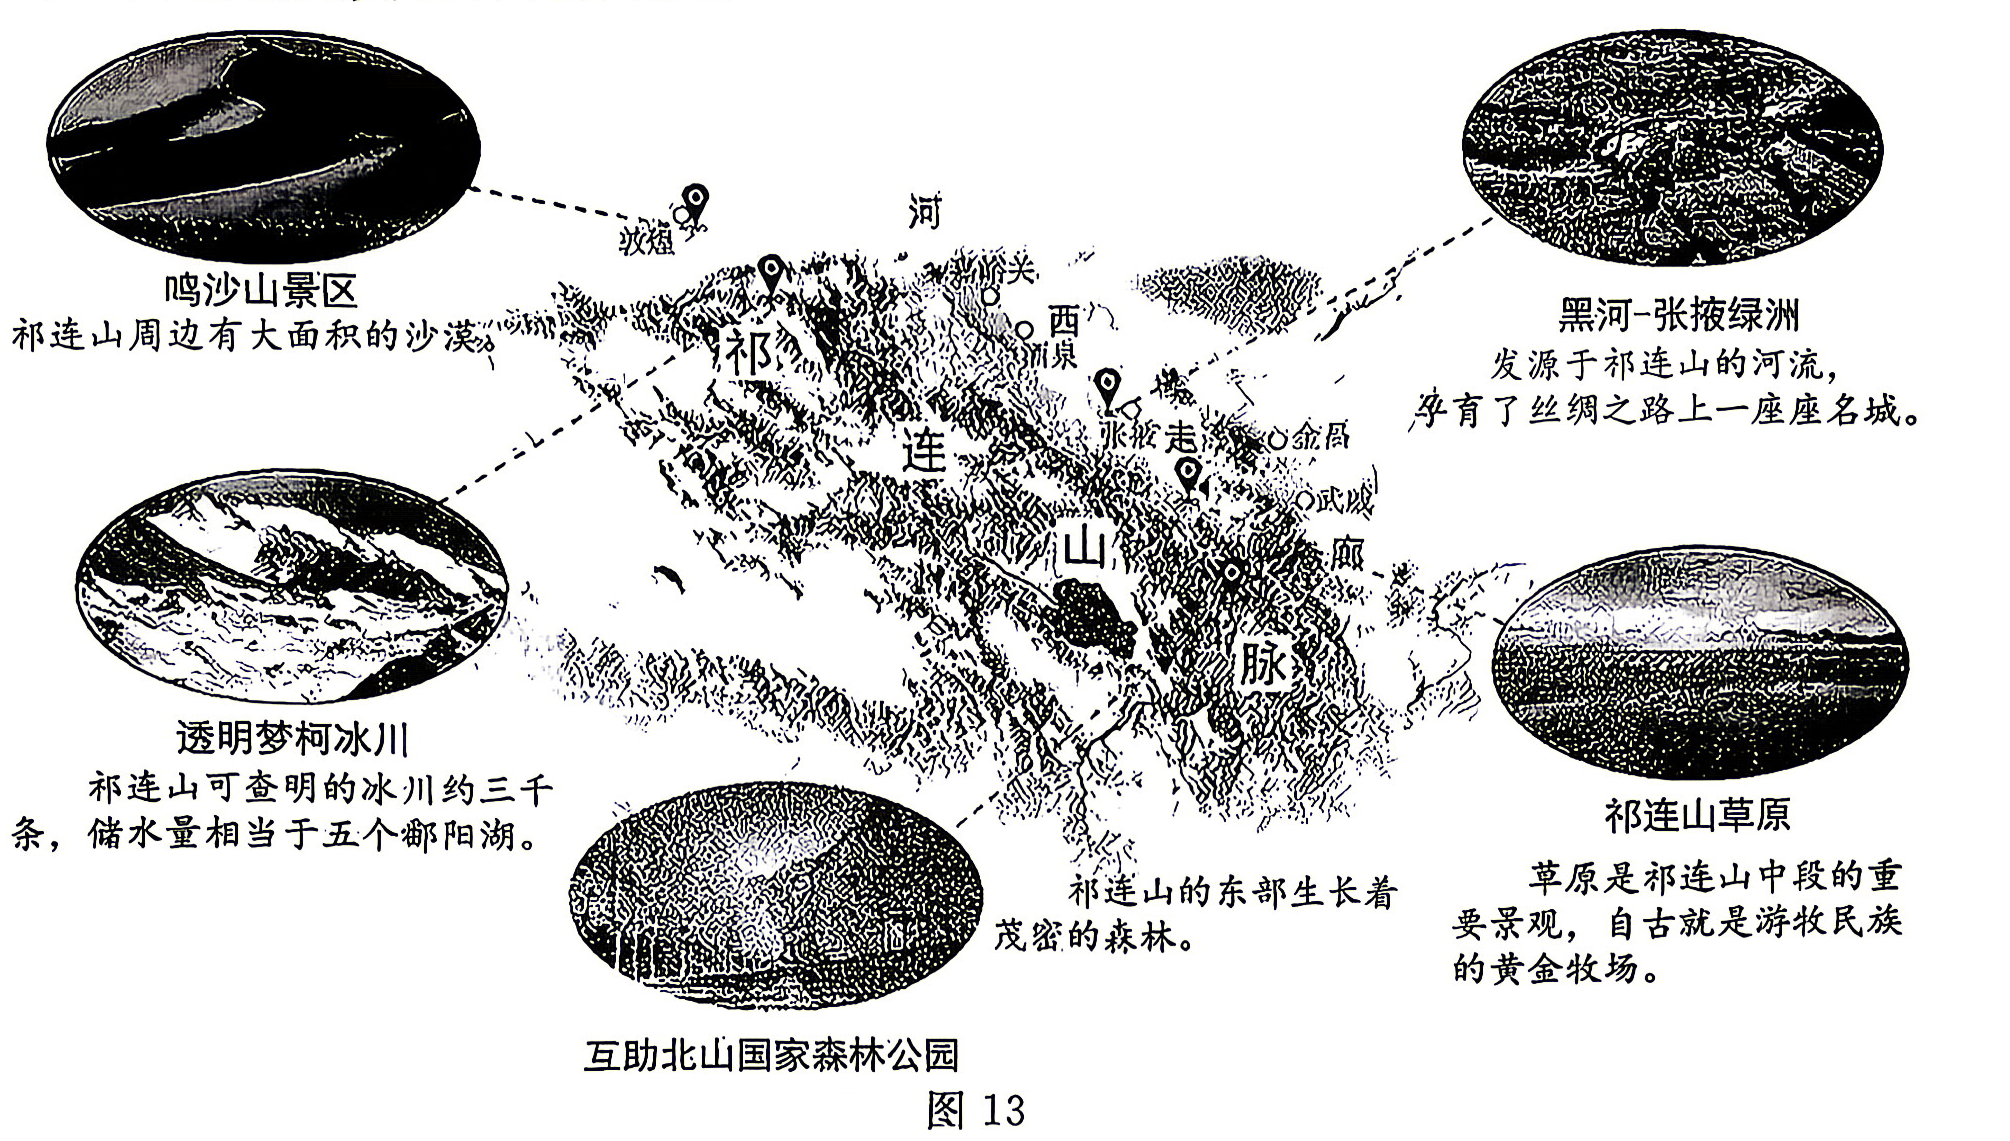 鸣沙山景区
祁连山周边有大面积的沙漠。
敦煌
河
西
走
廊
祁
连
山
脉
张掖
金昌
武威
黑河-张掖绿洲
发源于祁连山的河流，
孕育了丝绸之路上一座座名城。
透明梦柯冰川
祁连山可查明的冰川约三千
条，储水量相当于五个鄱阳湖。
祁连山的东部生长着
茂密的森林。
互助北山国家森林公园
祁连山草原
草原是祁连山中段的重
要景观，自古就是游牧民族
的黄金牧场。
图 13